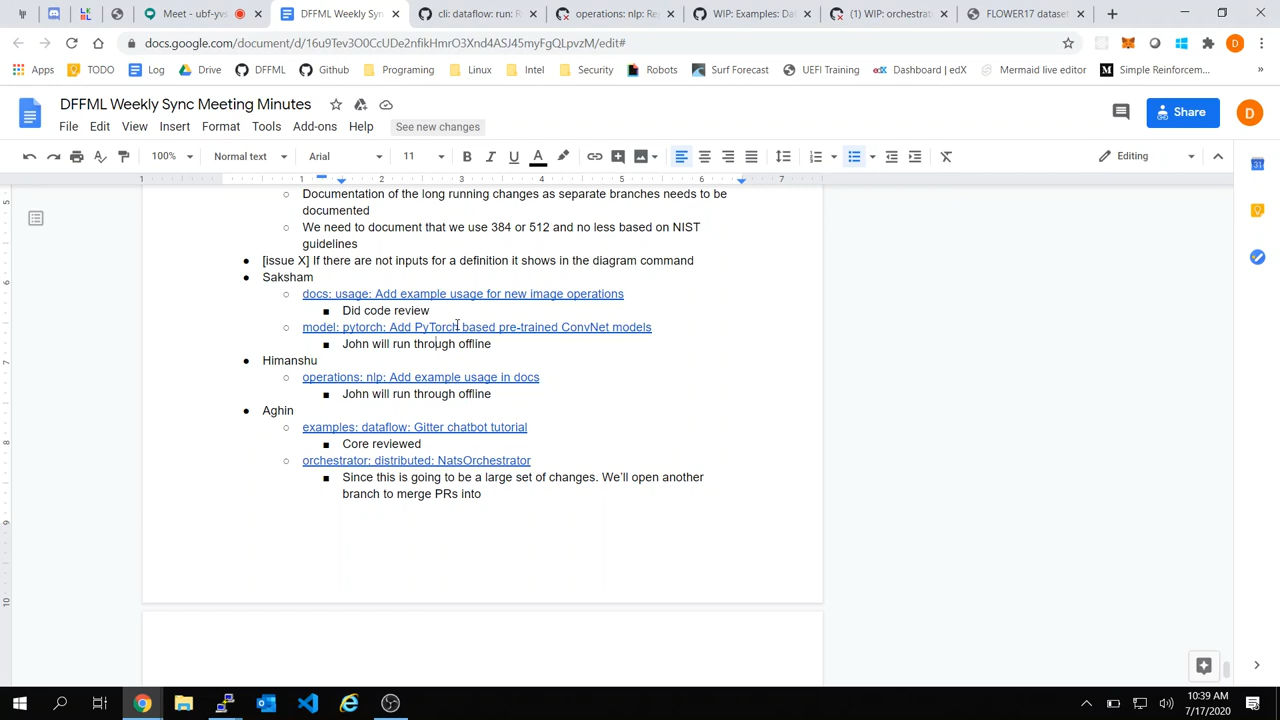 Meet - ubf-yvs
DFFML Weekly Syn
cli: dataflow: run: R
operations: nlp: Re
WIP: Examples: Da
(1) WIP: orchestrat
FLOWER17 dataset
docs.google.com/document/d/16u9Tev3O0CcUDe2nfikHmrO3Xnd4ASJ45myFgQLpvzM/edit#
Apps TODO Log Drive DFFML Github Programing Linux Intel Security Robots Surf Forecast UEFI Training Dashboard | edX Mermaid live editor Simple Reinforcem... »
DFFML Weekly Sync Meeting Minutes
File Edit View Insert Format Tools Add-ons Help See new changes
Share
D
100% Normal text Arial 11 B I U A Editing
1 1 2 3 4 5 6 7
Documentation of the long running changes as separate branches needs to be
documented
We need to document that we use 384 or 512 and no less based on NIST
guidelines
[issue X] If there are not inputs for a definition it shows in the diagram command
Saksham
docs: usage: Add example usage for new image operations
Did code review
model: pytorch: Add PyTorch based pre-trained ConvNet models
John will run through offline
Himanshu
operations: nlp: Add example usage in docs
John will run through offline
Aghin
examples: dataflow: Gitter chatbot tutorial
Core reviewed
orchestrator: distributed: NatsOrchestrator
Since this is going to be a large set of changes. We'll open another
branch to merge PRs into
10:39 AM
7/17/2020